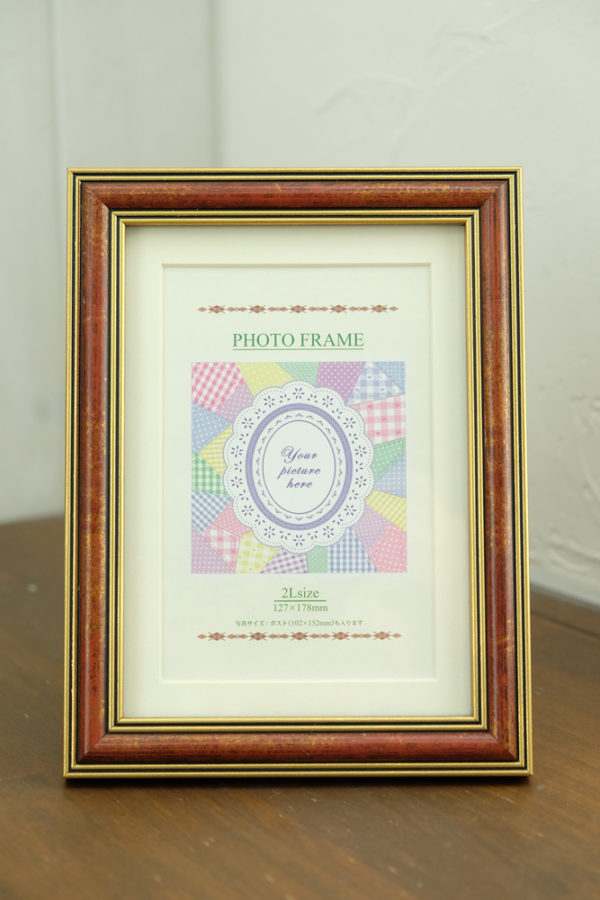 PHOTO FRAME
Your
picture
here
2Lsize
127×178mm
写真サイズ:ポスト(102×152mm)も入ります